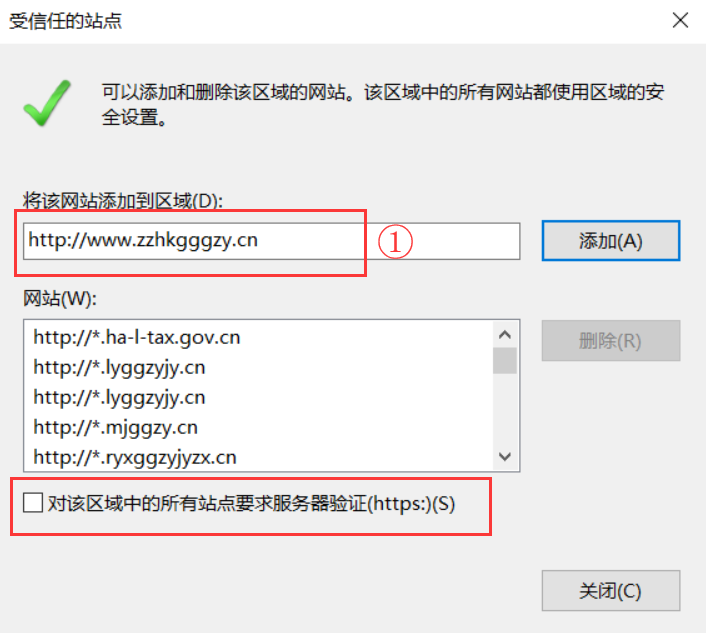 受信任的站点
可以添加和删除该区域的网站。该区域中的所有网站都使用区域的安
全设置。
将该网站添加到区域(D):
http://www.zzhkgggzy.cn
①
添加(A)
网站(W):
http://*.ha-l-tax.gov.cn
http://*.lyggzyjy.cn
http://*.lyggzyjy.cn
http://*.mjggzy.cn
http://*.ryxggzyjyzx.cn
删除(R)
对该区域中的所有站点要求服务器验证(https:)(S)
关闭(C)